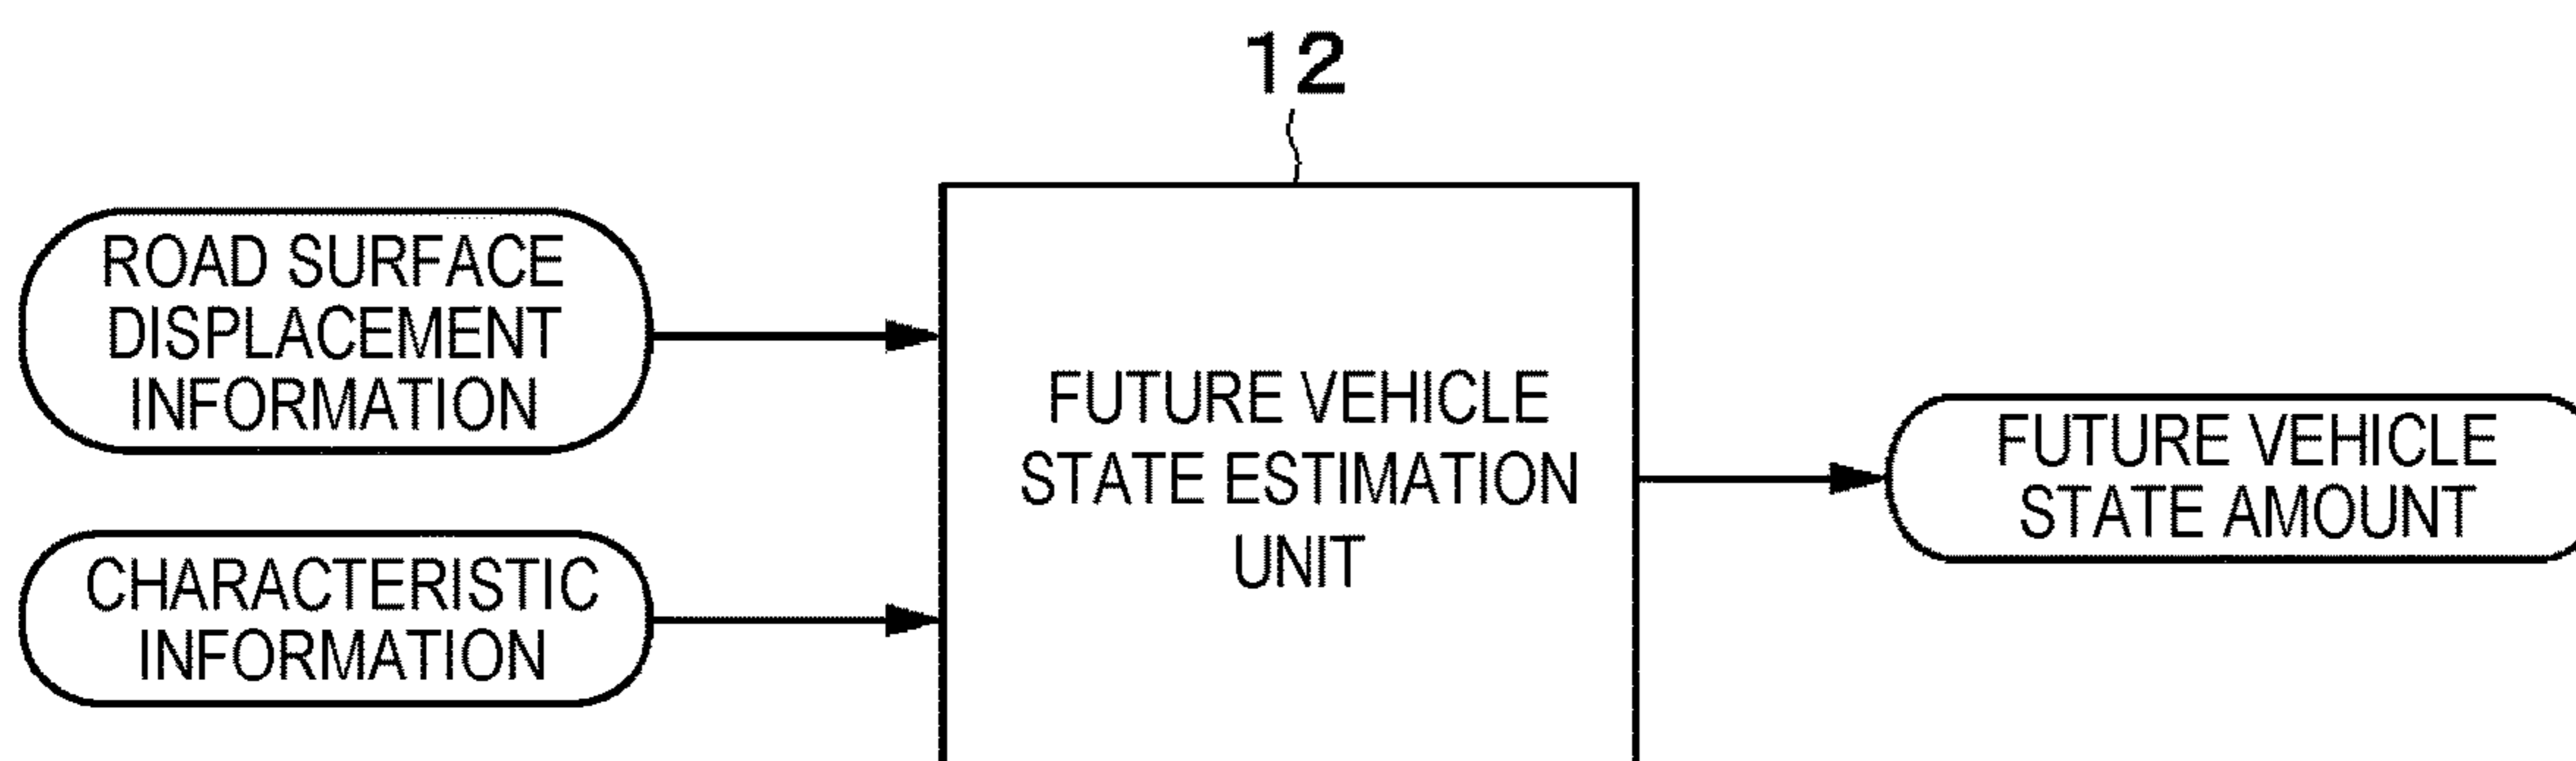 12
ROAD SURFACE
DISPLACEMENT
INFORMATION
CHARACTERISTIC
INFORMATION
FUTURE VEHICLE
STATE ESTIMATION
UNIT
FUTURE VEHICLE
STATE AMOUNT